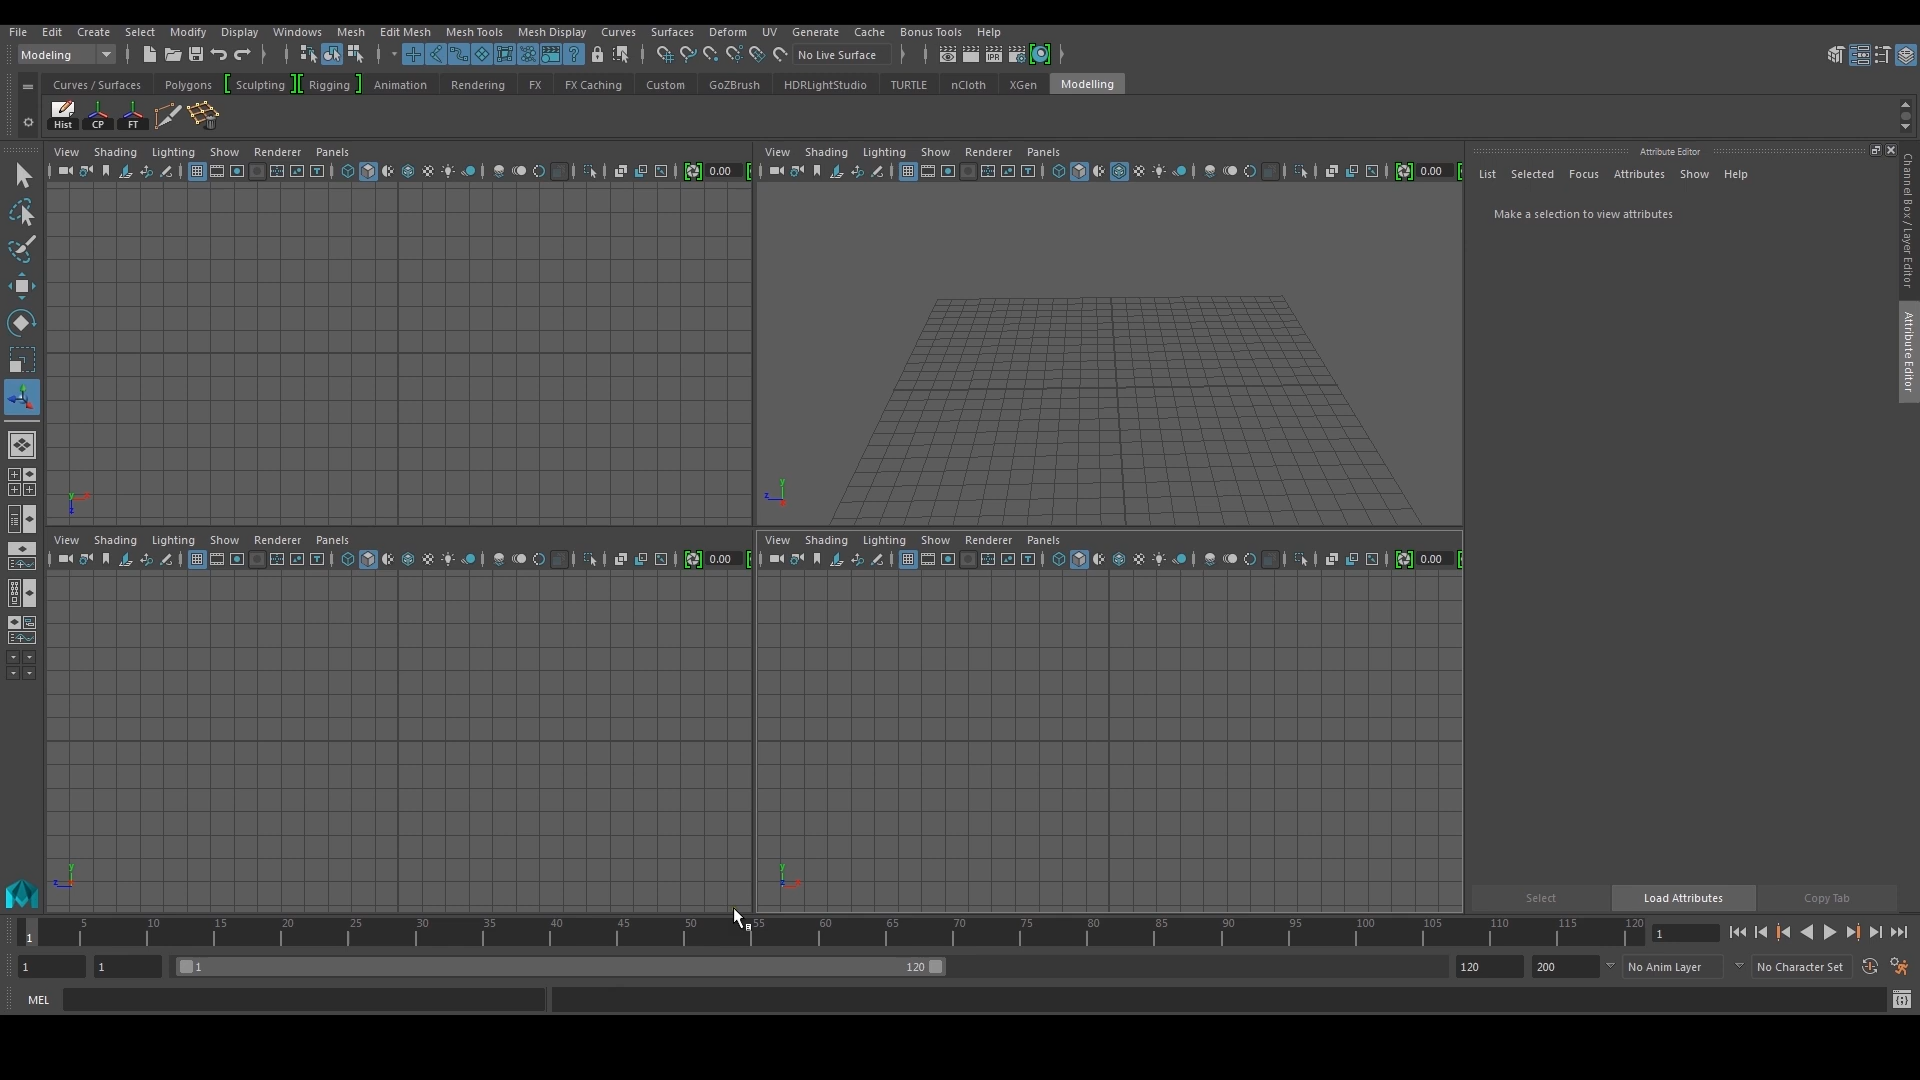 File Edit Create Select Modify Display Windows Mesh Edit Mesh Mesh Tools Mesh Display Curves Surfaces Deform UV Generate Cache Bonus Tools Help
Modeling No Live Surface IPR
Curves / Surfaces Polygons Sculpting Rigging Animation Rendering FX FX Caching Custom GoZBrush HDRLightStudio TURTLE nCloth XGen Modelling
Hist CP FT
View Shading Lighting Show Renderer Panels
0.00
View Shading Lighting Show Renderer Panels
0.00
Attribute Editor
List Selected Focus Attributes Show Help
Make a selection to view attributes
Channel Box / Layer Editor
Attribute Editor
y
z
y
z
View Shading Lighting Show Renderer Panels
0.00
View Shading Lighting Show Renderer Panels
0.00
y
z
y
z
Select Load Attributes Copy Tab
1 5 10 15 20 25 30 35 40 45 50 55 60 65 70 75 80 85 90 95 100 105 110 115 120 1
1 1 1 120 120 200 No Anim Layer No Character Set
MEL